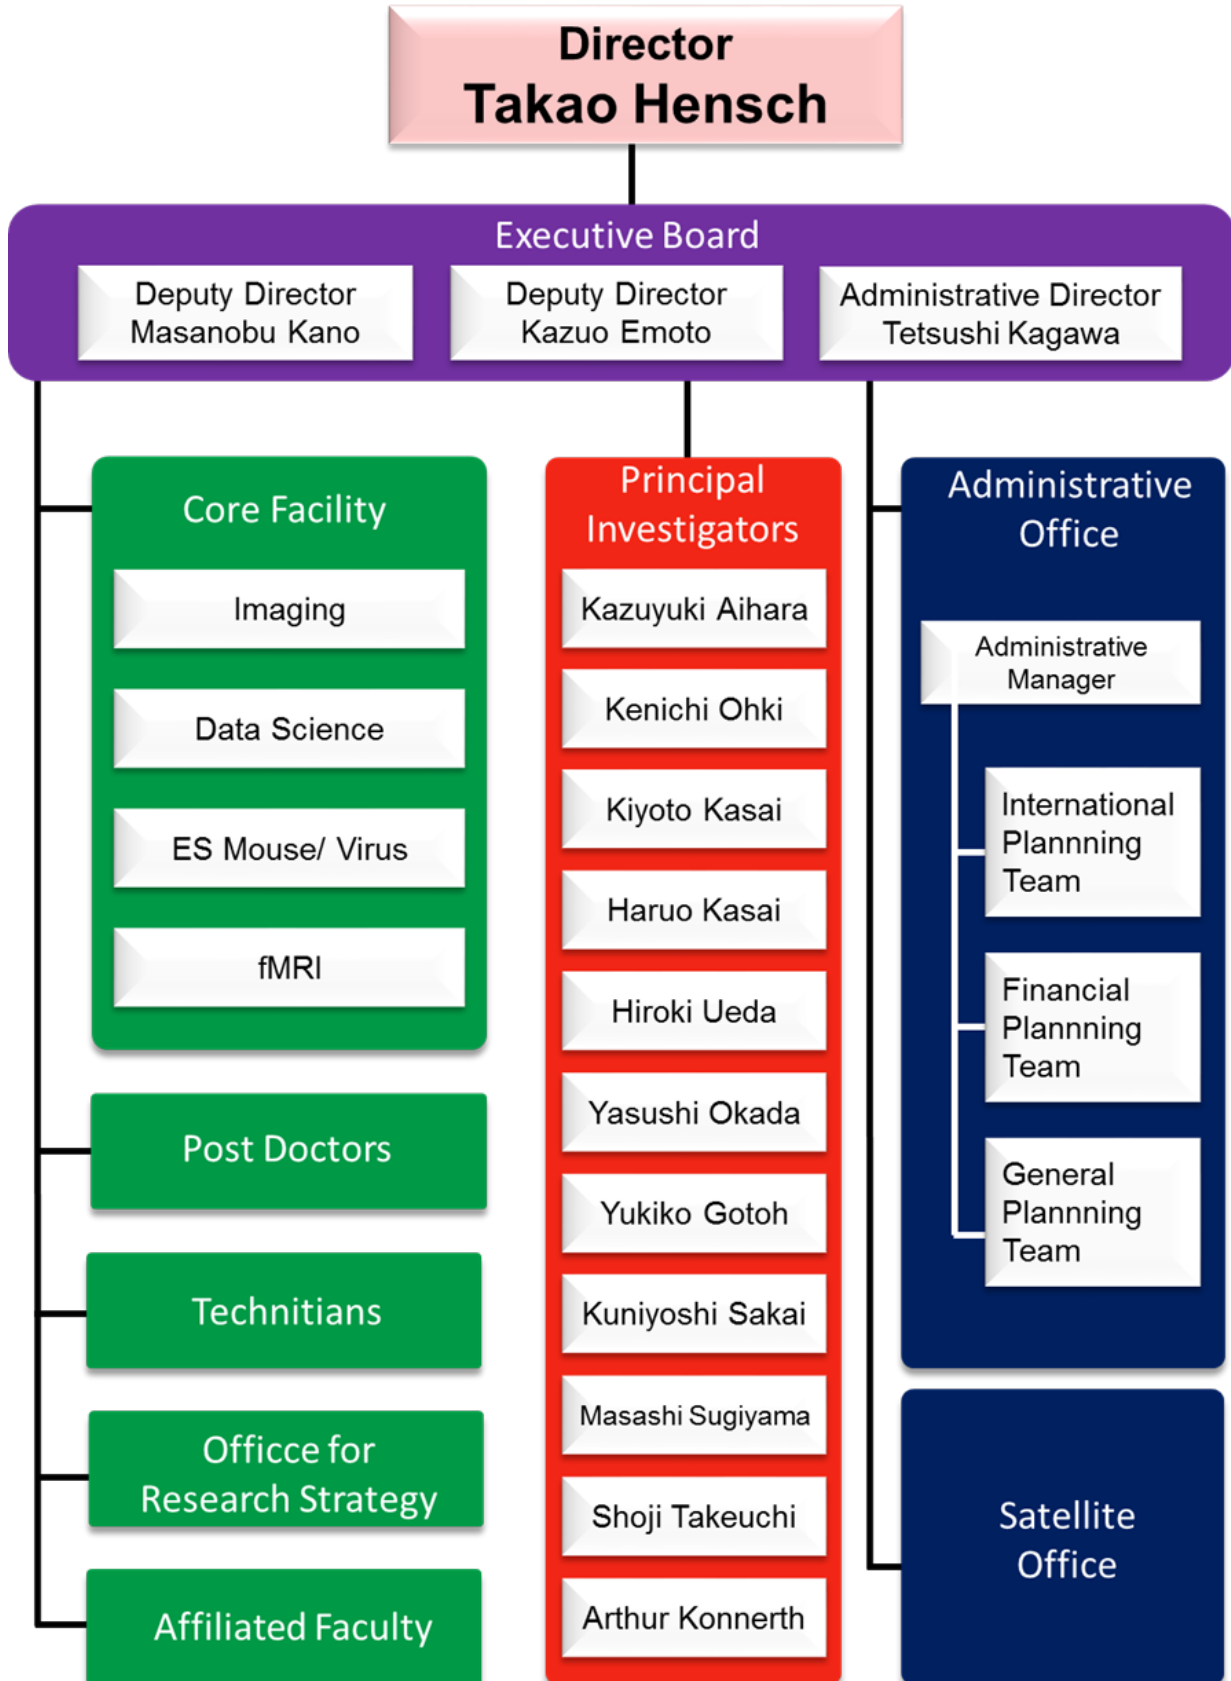 Director
Takao Hensch
Executive Board
Deputy Director
Masanobu Kano
Deputy Director
Kazuo Emoto
Administrative Director
Tetsushi Kagawa
Core Facility
Imaging
Data Science
ES Mouse/ Virus
fMRI
Post Doctors
Technitians
Officce for
Research Strategy
Affiliated Faculty
Principal
Investigators
Kazuyuki Aihara
Kenichi Ohki
Kiyoto Kasai
Haruo Kasai
Hiroki Ueda
Yasushi Okada
Yukiko Gotoh
Kuniyoshi Sakai
Masashi Sugiyama
Shoji Takeuchi
Arthur Konnerth
Administrative
Office
Administrative
Manager
International
Plannning
Team
Financial
Plannning
Team
General
Plannning
Team
Satellite
Office